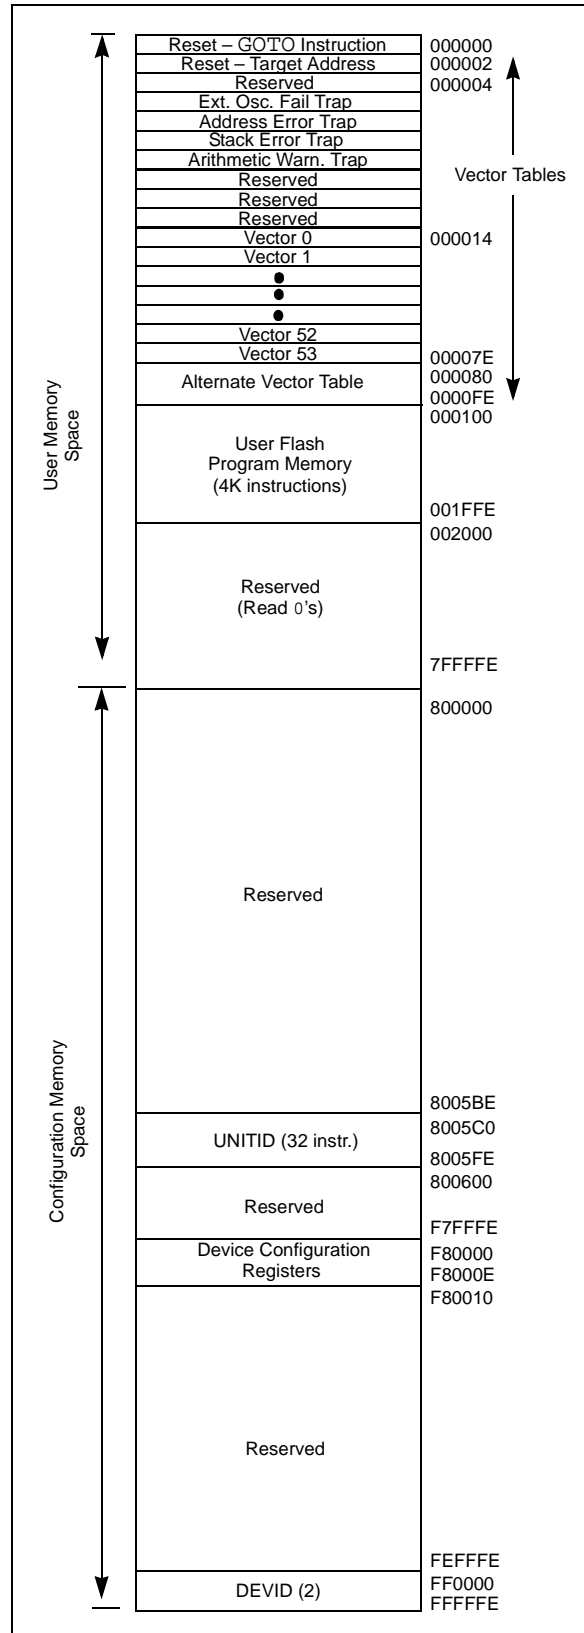 Reset – GOTO Instruction 000000
Reset – Target Address 000002
Reserved 000004
Ext. Osc. Fail Trap
Address Error Trap
Stack Error Trap
Arithmetic Warn. Trap
Vector Tables
Reserved
Reserved
Reserved
Vector 0 000014
Vector 1
Vector 52
Vector 53 00007E
Alternate Vector Table 000080
0000FE
000100
User Memory
Space
User Flash
Program Memory
(4K instructions)
001FFE
002000
Reserved
(Read 0's)
7FFFFE
800000
Reserved
Configuration Memory
Space
8005BE
8005C0
UNITID (32 instr.)
8005FE
800600
Reserved
F7FFFE
Device Configuration
Registers
F80000
F8000E
F80010
Reserved
FEFFFE
FF0000
DEVID (2)
FFFFFE